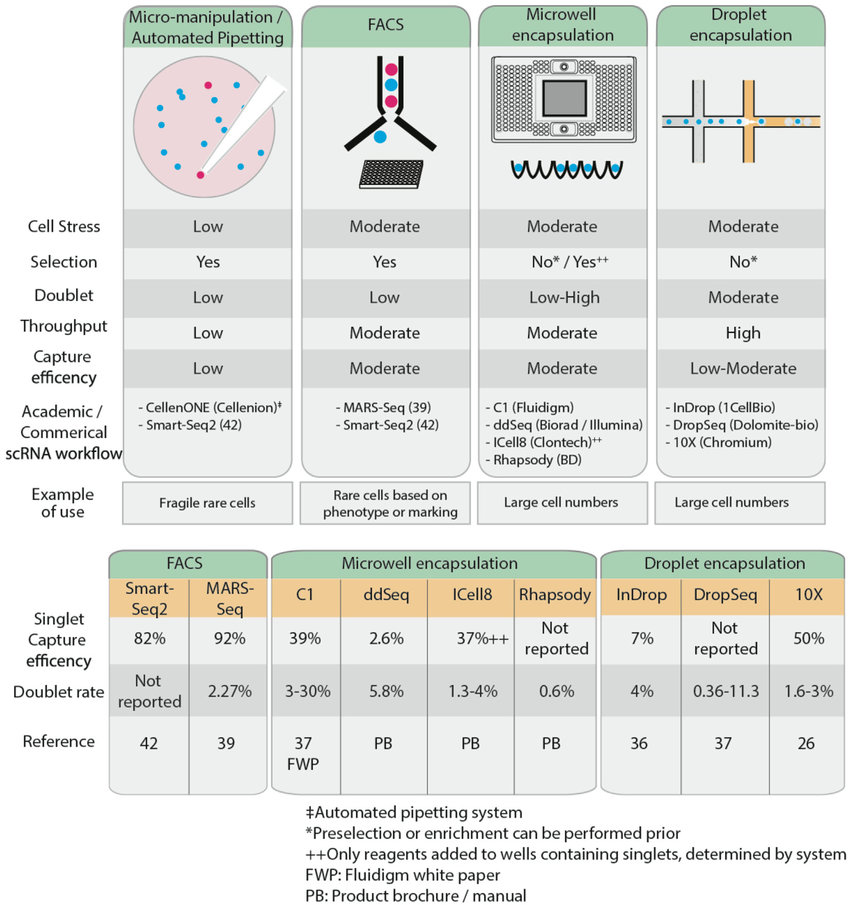 Micro-manipulation /
Automated Pipetting
FACS
Microwell
encapsulation
Droplet
encapsulation
Cell Stress
Low
Moderate
Moderate
Moderate
Selection
Yes
Yes
No* / Yes++
No*
Doublet
Low
Low
Low-High
Moderate
Throughput
Low
Moderate
Moderate
High
Capture
efficency
Low
Moderate
Moderate
Low-Moderate
Academic /
Commerical
scRNA workflow
- CellenONE (Cellenion)‡
- Smart-Seq2 (42)
- MARS-Seq (39)
- Smart-Seq2 (42)
- C1 (Fluidigm)
- ddSeq (Biorad / Illumina)
- ICell8 (Clontech)++
- Rhapsody (BD)
- InDrop (1CellBio)
- DropSeq (Dolomite-bio)
- 10X (Chromium)
Example
of use
Fragile rare cells
Rare cells based on
phenotype or marking
Large cell numbers
Large cell numbers
FACS
Microwell encapsulation
Droplet encapsulation
Smart-
Seq2
MARS-
Seq
C1
ddSeq
ICell8
Rhapsody
InDrop
DropSeq
10X
Singlet
Capture
efficency
82%
92%
39%
2.6%
37%++
Not
reported
7%
Not
reported
50%
Doublet rate
Not
reported
2.27%
3-30%
5.8%
1.3-4%
0.6%
4%
0.36-11.3
1.6-3%
Reference
42
39
37
FWP
PB
PB
PB
36
37
26
‡Automated pipetting system
*Preselection or enrichment can be performed prior
++Only reagents added to wells containing singlets, determined by system
FWP: Fluidigm white paper
PB: Product brochure / manual